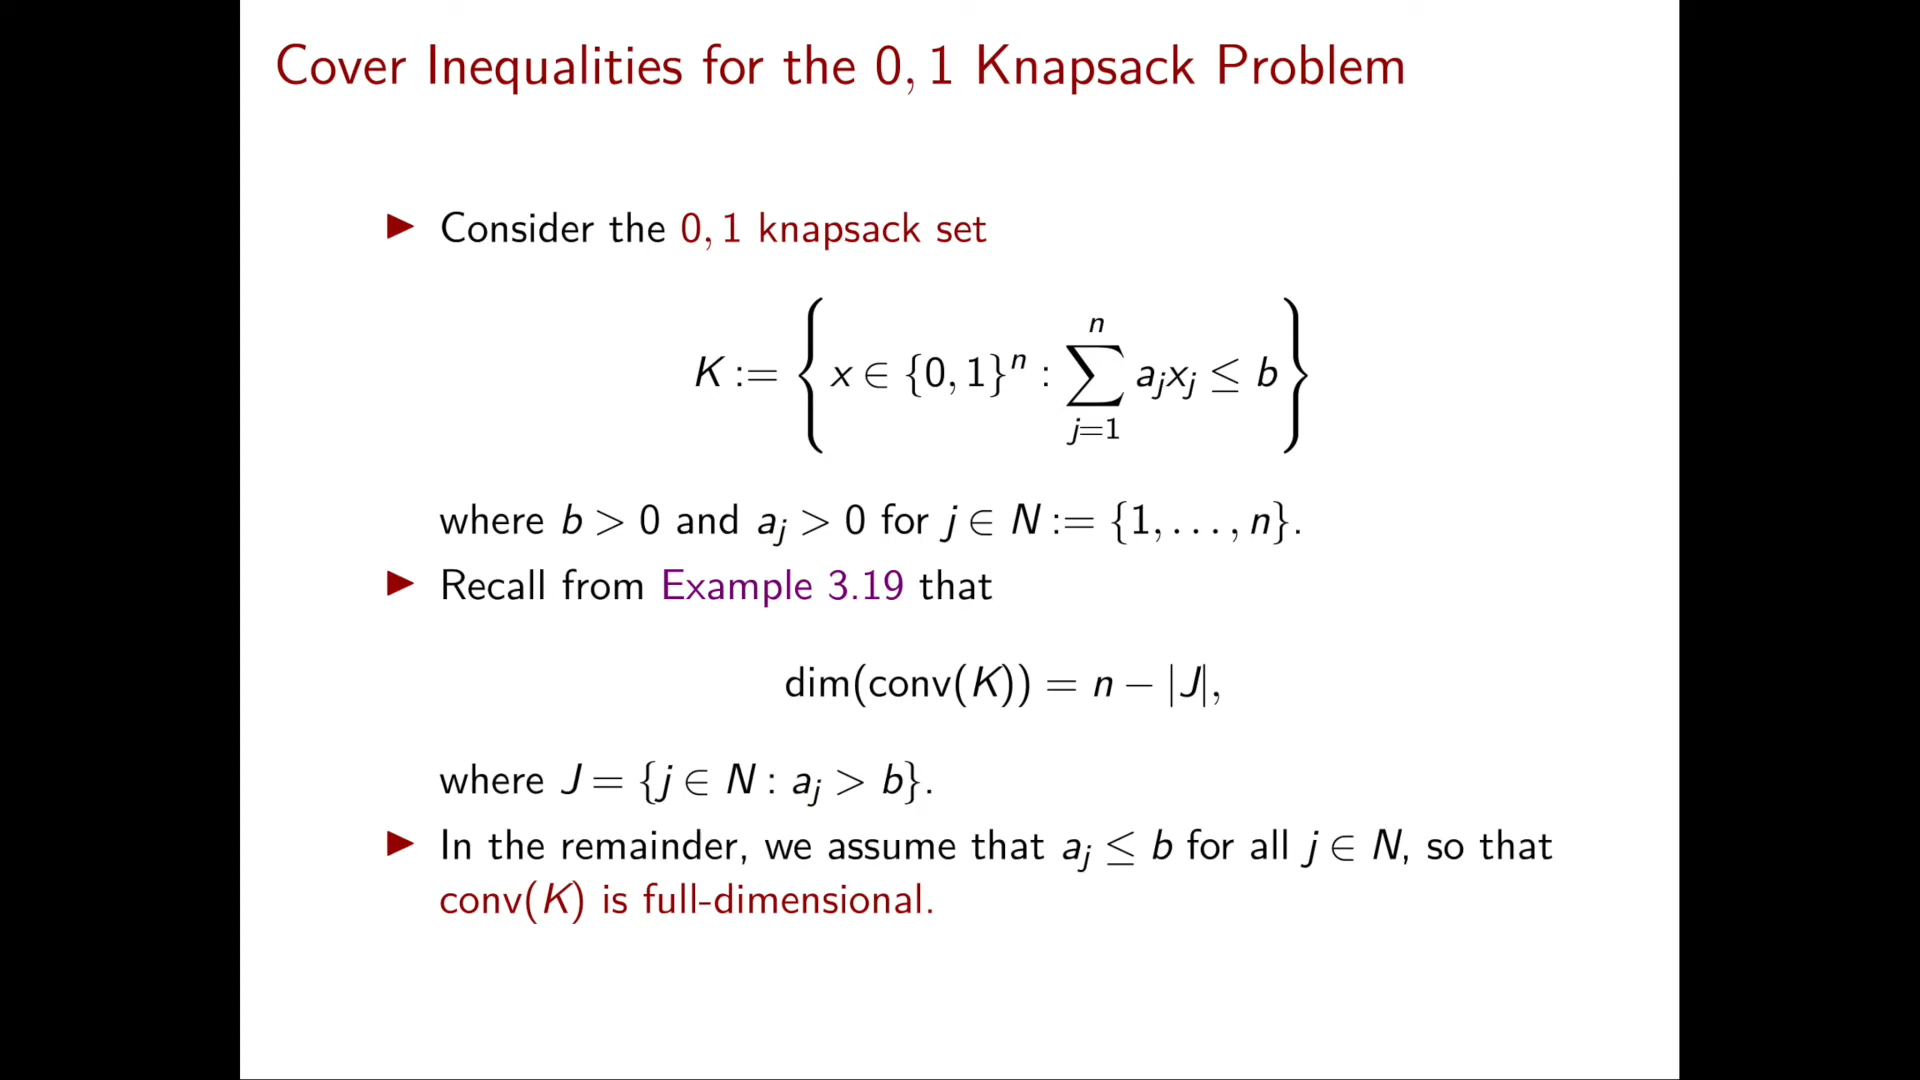 Cover Inequalities for the 0, 1 Knapsack Problem
▶ Consider the 0, 1 knapsack set
K := { x ∈ {0, 1}ⁿ : ∑_{j=1}^{n} a_j x_j ≤ b }
where b > 0 and a_j > 0 for j ∈ N := {1, . . . , n}.
▶ Recall from Example 3.19 that
dim(conv(K)) = n − |J|,
where J = {j ∈ N : a_j > b}.
▶ In the remainder, we assume that a_j ≤ b for all j ∈ N, so that
conv(K) is full-dimensional.